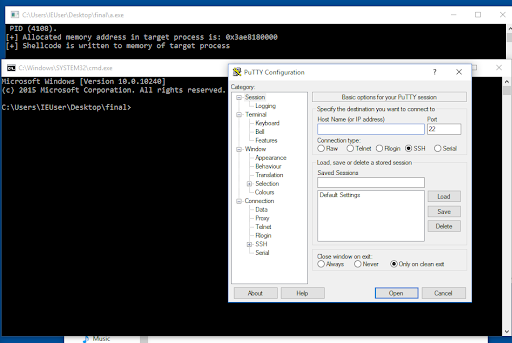 C:\Users\IEUser\Desktop\final\a.exe
PID (4108).
[+] Allocated memory address in target process is: 0x3ae8180000
[+] Shellcode is written to memory of target process
C:\Windows\SYSTEM32\cmd.exe
Microsoft Windows [Version 10.0.10240]
(c) 2015 Microsoft Corporation. All rights reserved.
C:\Users\IEUser\Desktop\final>
PuTTY Configuration
Category:
Session
Logging
Terminal
Keyboard
Bell
Features
Window
Appearance
Behaviour
Translation
Selection
Colours
Connection
Data
Proxy
Telnet
Rlogin
SSH
Serial
Basic options for your PuTTY session
Specify the destination you want to connect to
Host Name (or IP address) Port
22
Connection type:
Raw Telnet Rlogin SSH Serial
Load, save or delete a stored session
Saved Sessions
Default Settings
Load
Save
Delete
Close window on exit:
Always Never Only on clean exit
About Help Open Cancel
Music